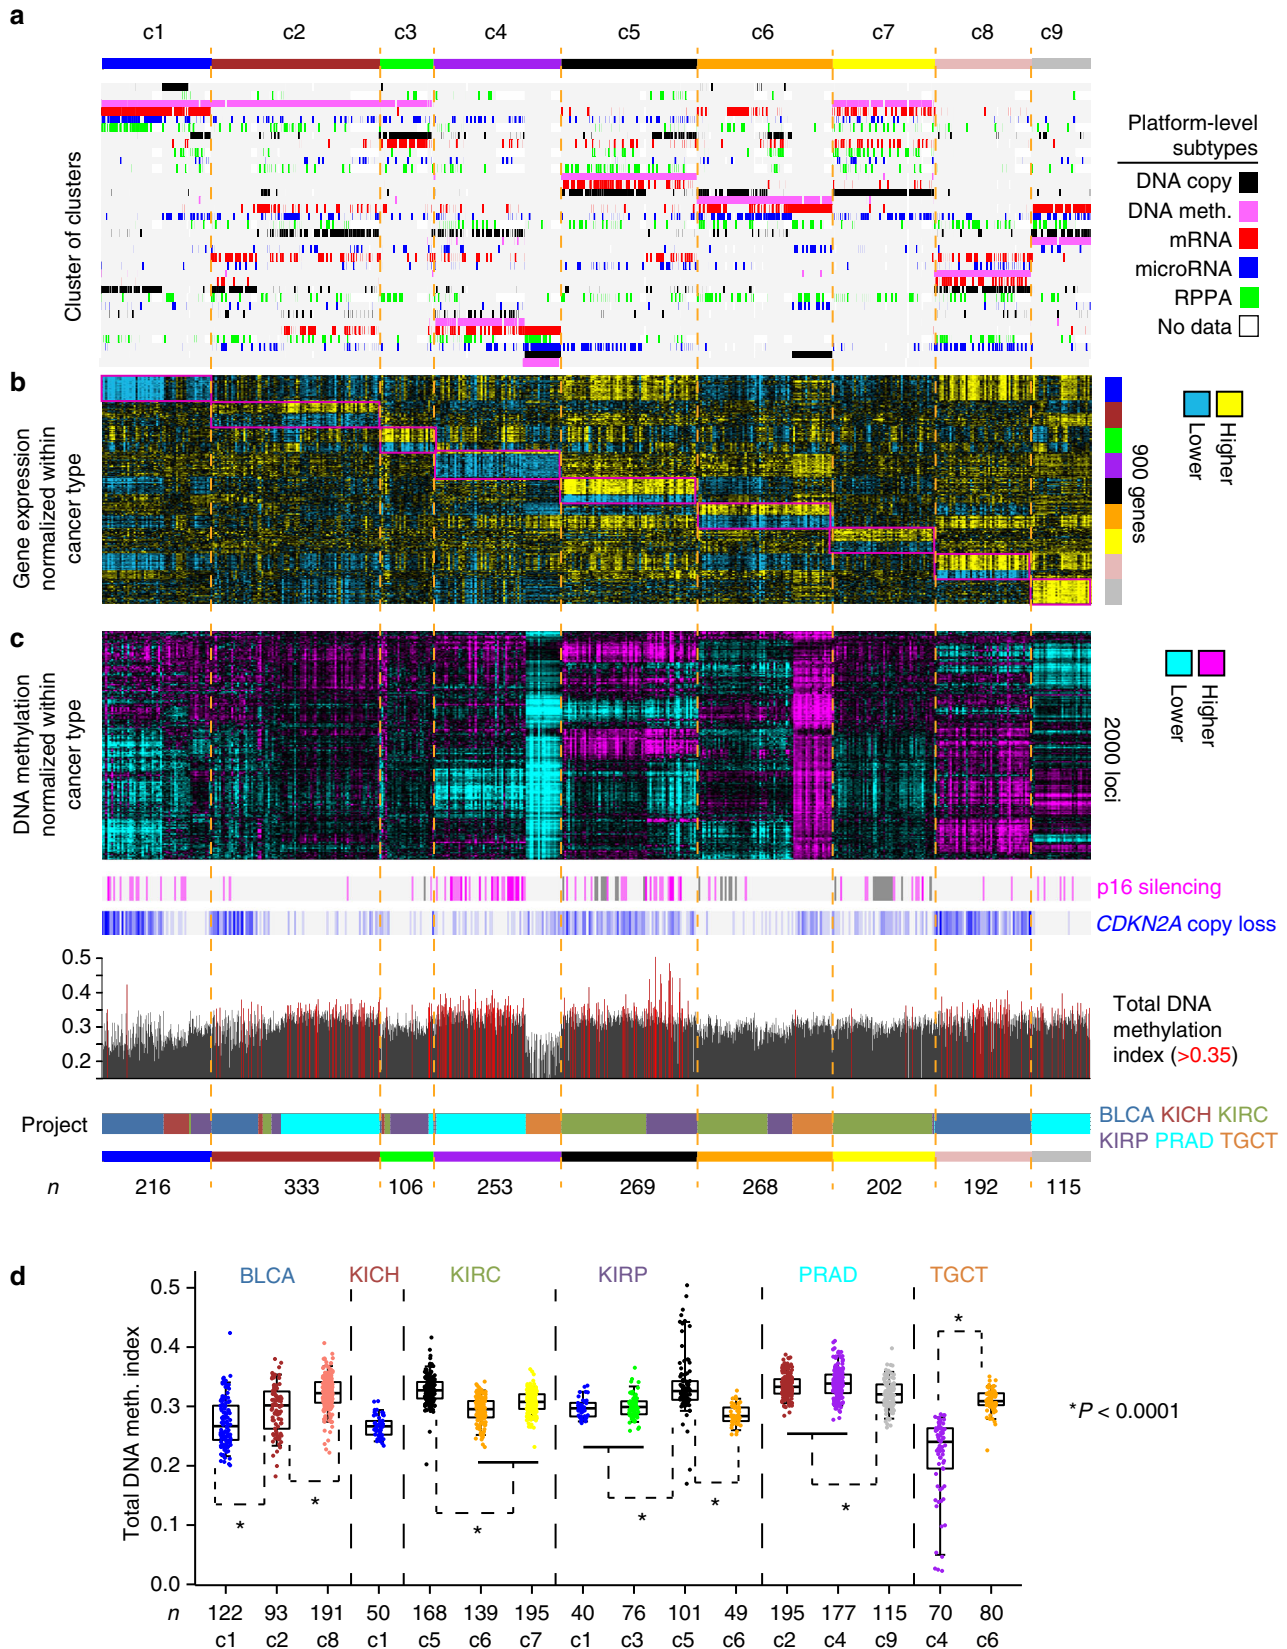 a
c1 c2 c3 c4 c5 c6 c7 c8 c9
Cluster of clusters
Platform-level
subtypes
DNA copy
DNA meth.
mRNA
microRNA
RPPA
No data
b
Gene expression
normalized within
cancer type
900 genes
Lower
Higher
c
DNA methylation
normalized within
cancer type
2000 loci
Lower
Higher
p16 silencing
CDKN2A copy loss
0.5
0.4
0.3
0.2
Total DNA
methylation
index (>0.35)
Project
BLCA KICH KIRC
KIRP PRAD TGCT
n 216 333 106 253 269 268 202 192 115
d
BLCA KICH KIRC KIRP PRAD TGCT
Total DNA meth. index
0.5
0.4
0.3
0.2
0.1
0.0
* * * * * * *
*P < 0.0001
n 122 93 191 50 168 139 195 40 76 101 49 195 177 115 70 80
c1 c2 c8 c1 c5 c6 c7 c1 c3 c5 c6 c2 c4 c9 c4 c6